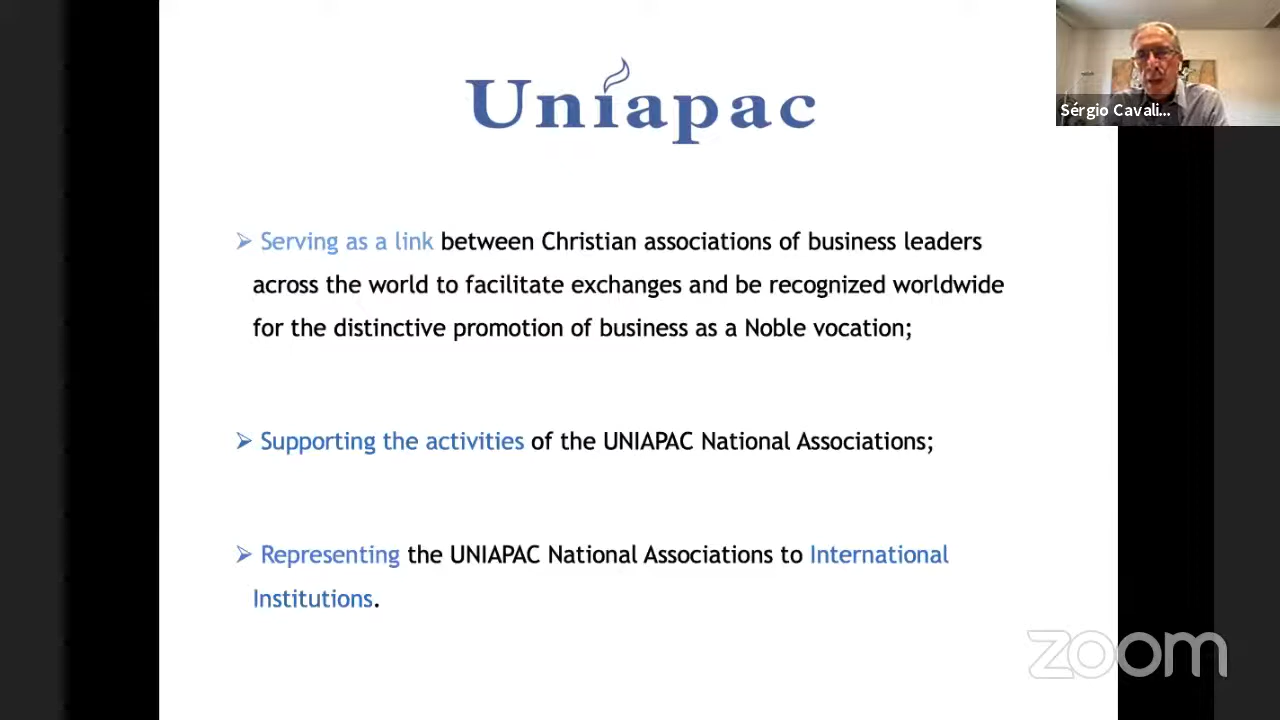 Uniapac
Sérgio Cavali...
➢ Serving as a link between Christian associations of business leaders
across the world to facilitate exchanges and be recognized worldwide
for the distinctive promotion of business as a Noble vocation;
➢ Supporting the activities of the UNIAPAC National Associations;
➢ Representing the UNIAPAC National Associations to International
Institutions.
zoom